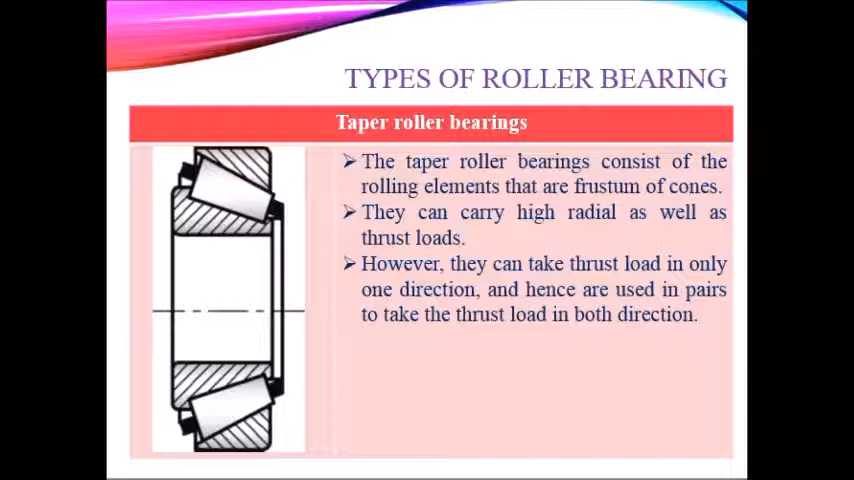 TYPES OF ROLLER BEARING
Taper roller bearings
➢ The taper roller bearings consist of the
rolling elements that are frustum of cones.
➢ They can carry high radial as well as
thrust loads.
➢ However, they can take thrust load in only
one direction, and hence are used in pairs
to take the thrust load in both direction.